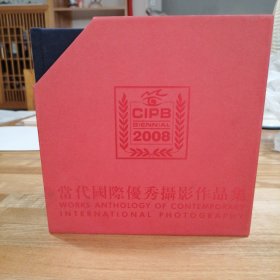 CIPB
BIENNIAL
2008
當代國際優秀攝影作品集
WORKS ANTHOLOGY OF CONTEMPORARY
INTERNATIONAL PHOTOGRAPHY